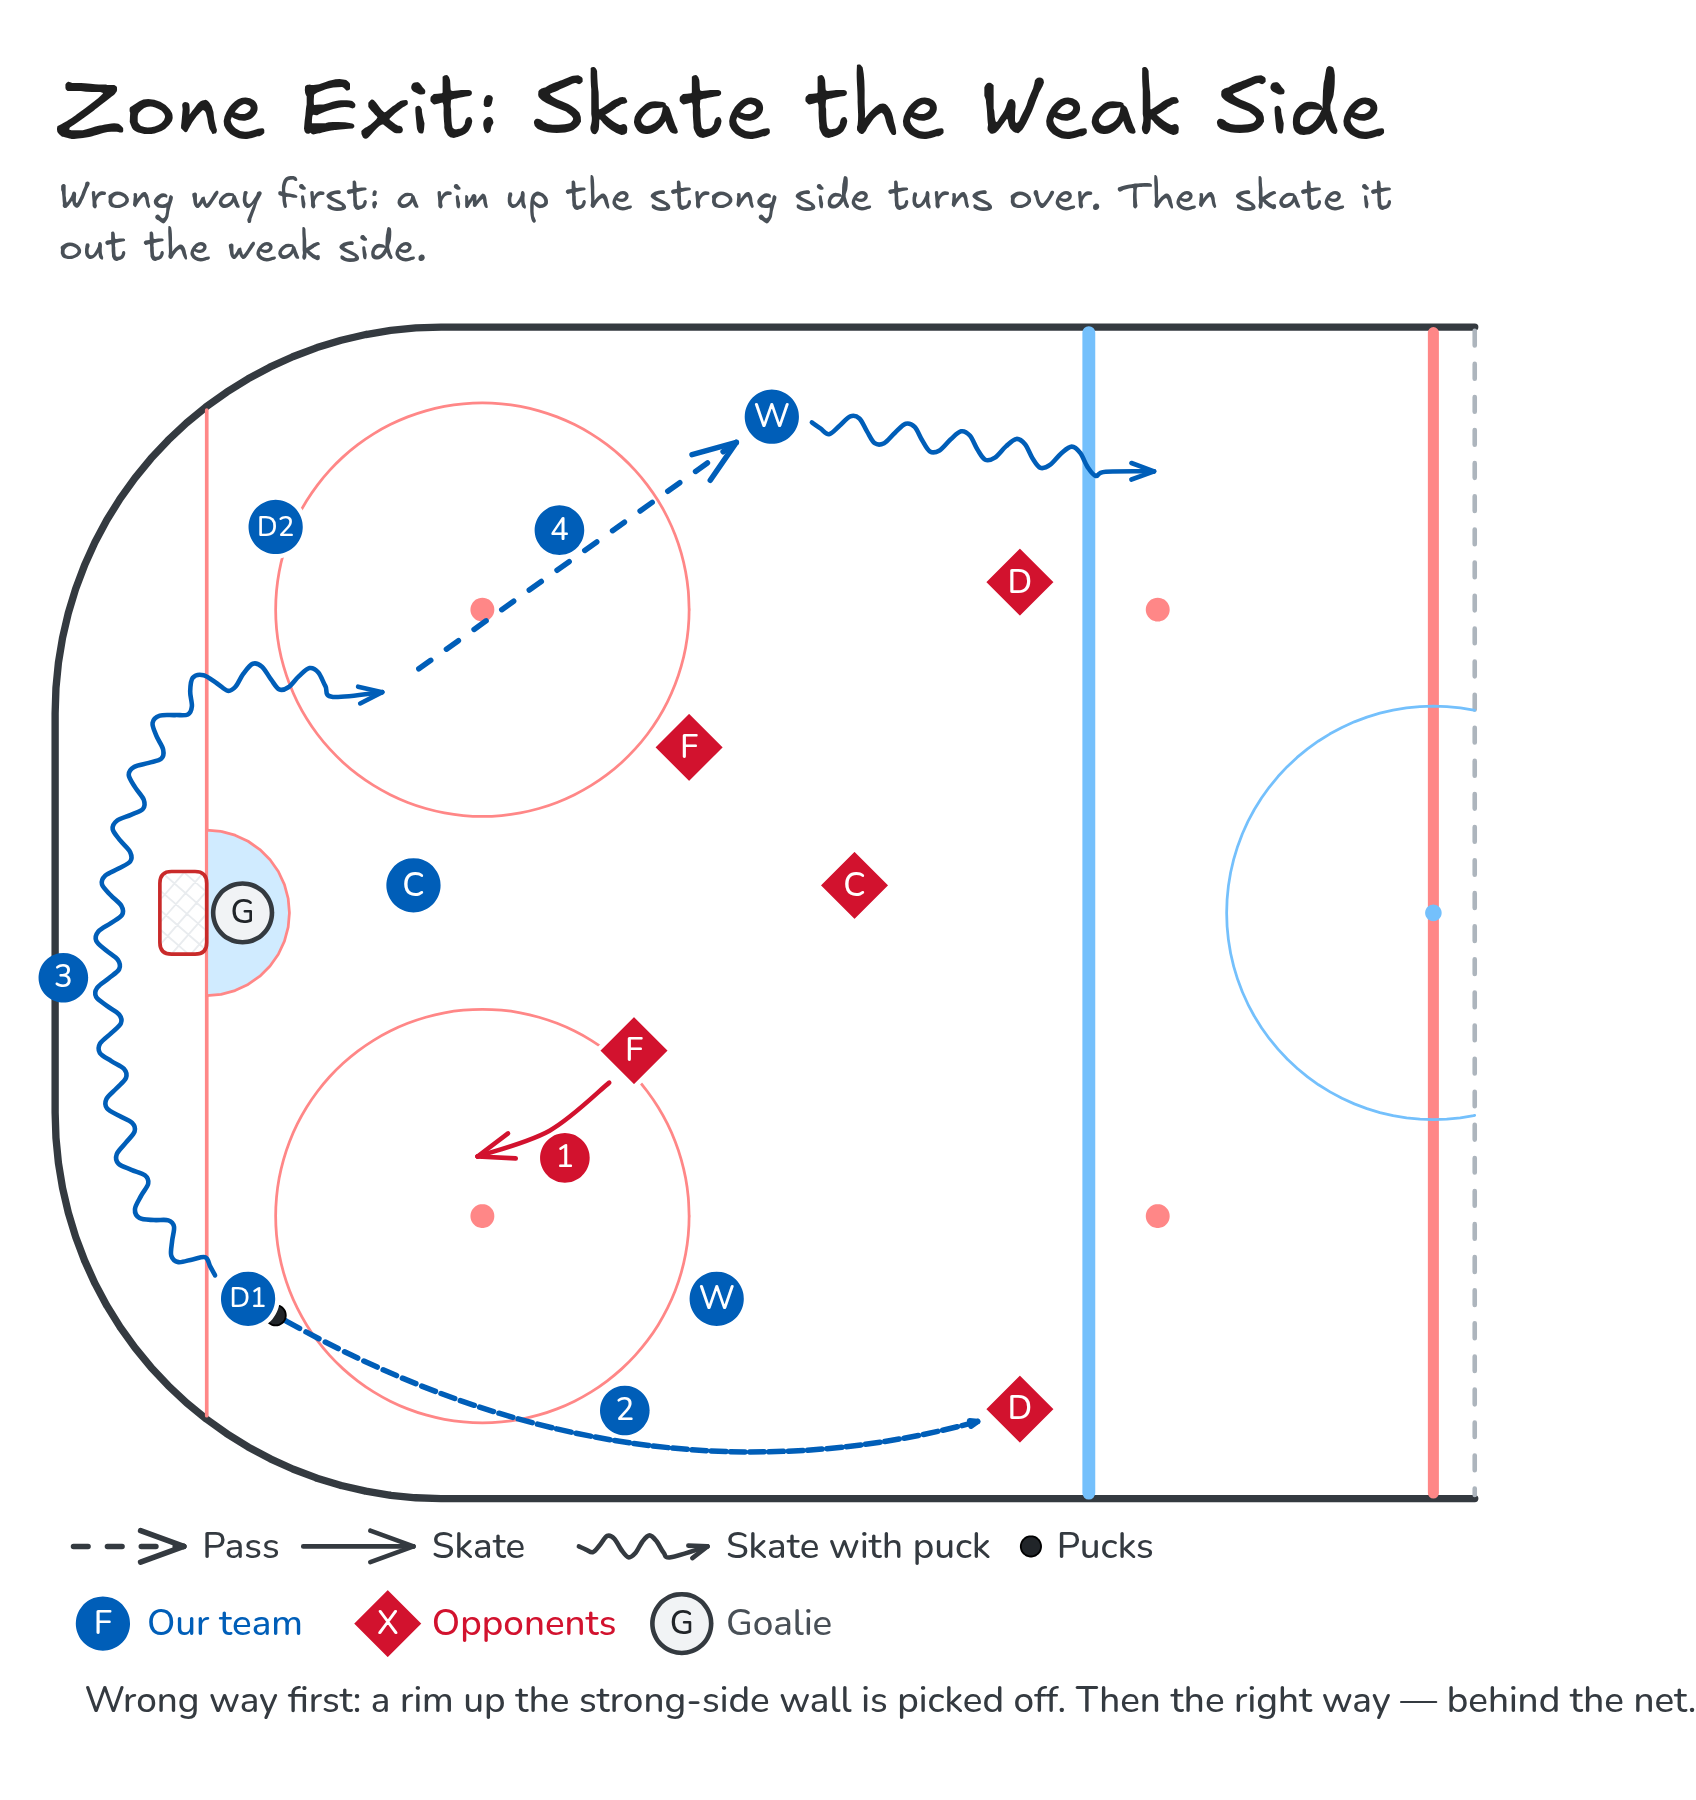 Zone Exit: Skate the Weak Side
Wrong way first: a rim up the strong side turns over. Then skate it
out the weak side.
W
D2
4
D
F
C
C
G
3
F
1
D1
W
2
D
Pass
Skate
Skate with puck
Pucks
F Our team
X Opponents
G Goalie
Wrong way first: a rim up the strong-side wall is picked off. Then the right way — behind the net.